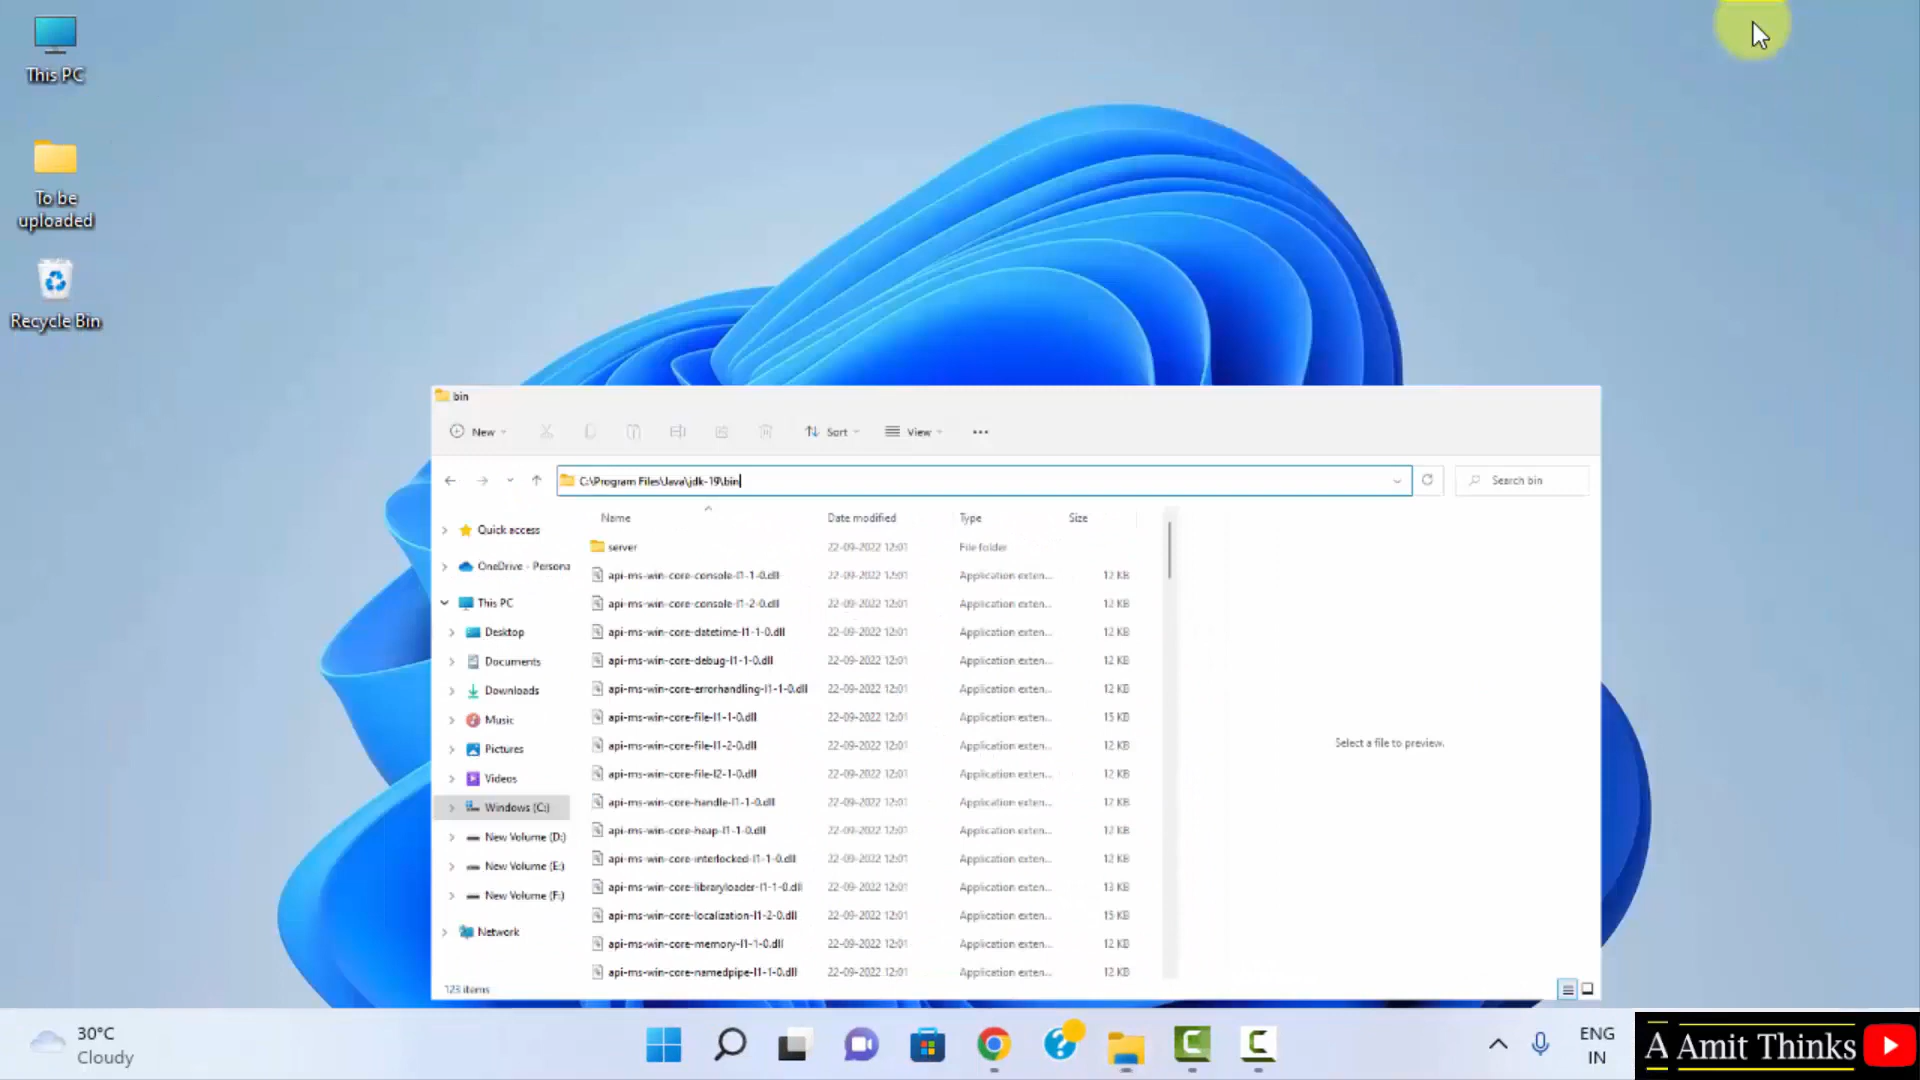 This PC
To be
uploaded
Recycle Bin
bin
New
Sort
View
C:\Program Files\Java\jdk-19\bin
Search bin
Name Date modified Type Size
Quick access
OneDrive - Persona
This PC
Desktop
Documents
Downloads
Music
Pictures
Videos
Windows (C:)
New Volume (D:)
New Volume (E:)
New Volume (F:)
Network
server 22-09-2022 12:01 File folder
api-ms-win-core-console-l1-1-0.dll 22-09-2022 12:01 Application exten... 12 KB
api-ms-win-core-console-l1-2-0.dll 22-09-2022 12:01 Application exten... 12 KB
api-ms-win-core-datetime-l1-1-0.dll 22-09-2022 12:01 Application exten... 12 KB
api-ms-win-core-debug-l1-1-0.dll 22-09-2022 12:01 Application exten... 12 KB
api-ms-win-core-errorhandling-l1-1-0.dll 22-09-2022 12:01 Application exten... 12 KB
api-ms-win-core-file-l1-1-0.dll 22-09-2022 12:01 Application exten... 15 KB
api-ms-win-core-file-l1-2-0.dll 22-09-2022 12:01 Application exten... 12 KB
api-ms-win-core-file-l2-1-0.dll 22-09-2022 12:01 Application exten... 12 KB
api-ms-win-core-handle-l1-1-0.dll 22-09-2022 12:01 Application exten... 12 KB
api-ms-win-core-heap-l1-1-0.dll 22-09-2022 12:01 Application exten... 12 KB
api-ms-win-core-interlocked-l1-1-0.dll 22-09-2022 12:01 Application exten... 12 KB
api-ms-win-core-libraryloader-l1-1-0.dll 22-09-2022 12:01 Application exten... 13 KB
api-ms-win-core-localization-l1-2-0.dll 22-09-2022 12:01 Application exten... 15 KB
api-ms-win-core-memory-l1-1-0.dll 22-09-2022 12:01 Application exten... 12 KB
api-ms-win-core-namedpipe-l1-1-0.dll 22-09-2022 12:01 Application exten... 12 KB
Select a file to preview.
123 items
30°C
Cloudy
ENG
IN
A Amit Thinks